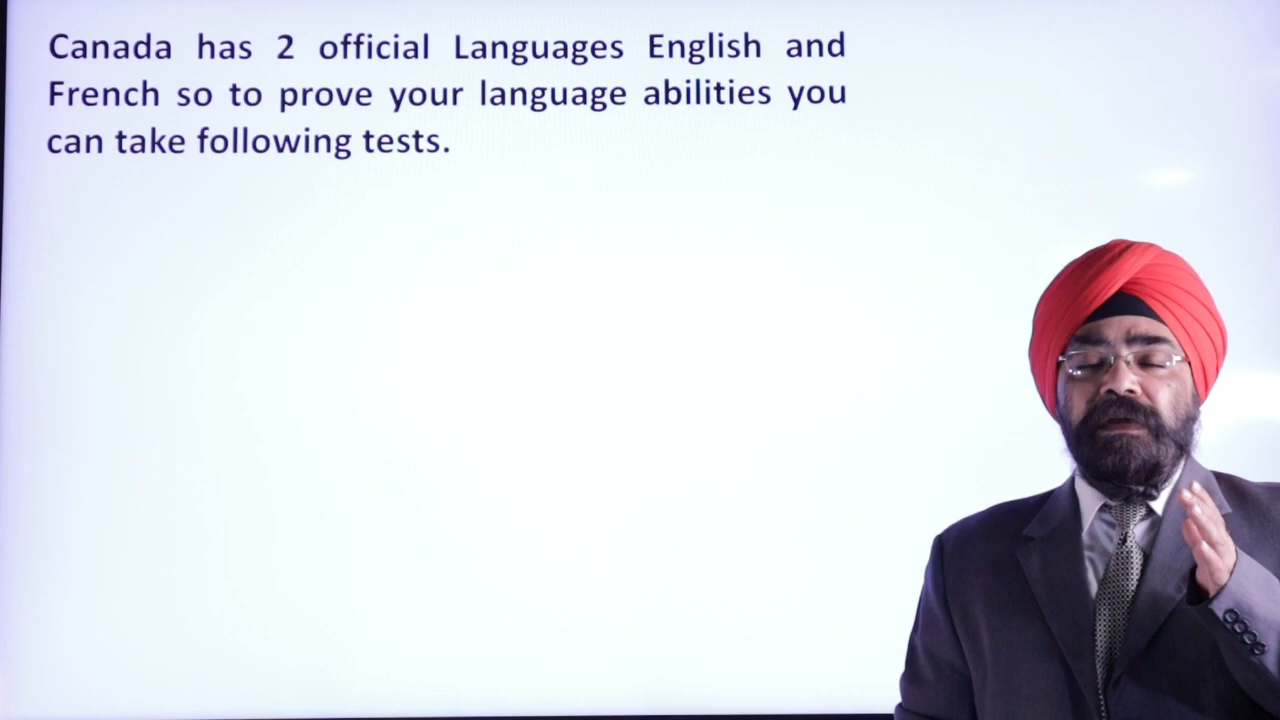 Canada has 2 official Languages English and
French so to prove your language abilities you
can take following tests.